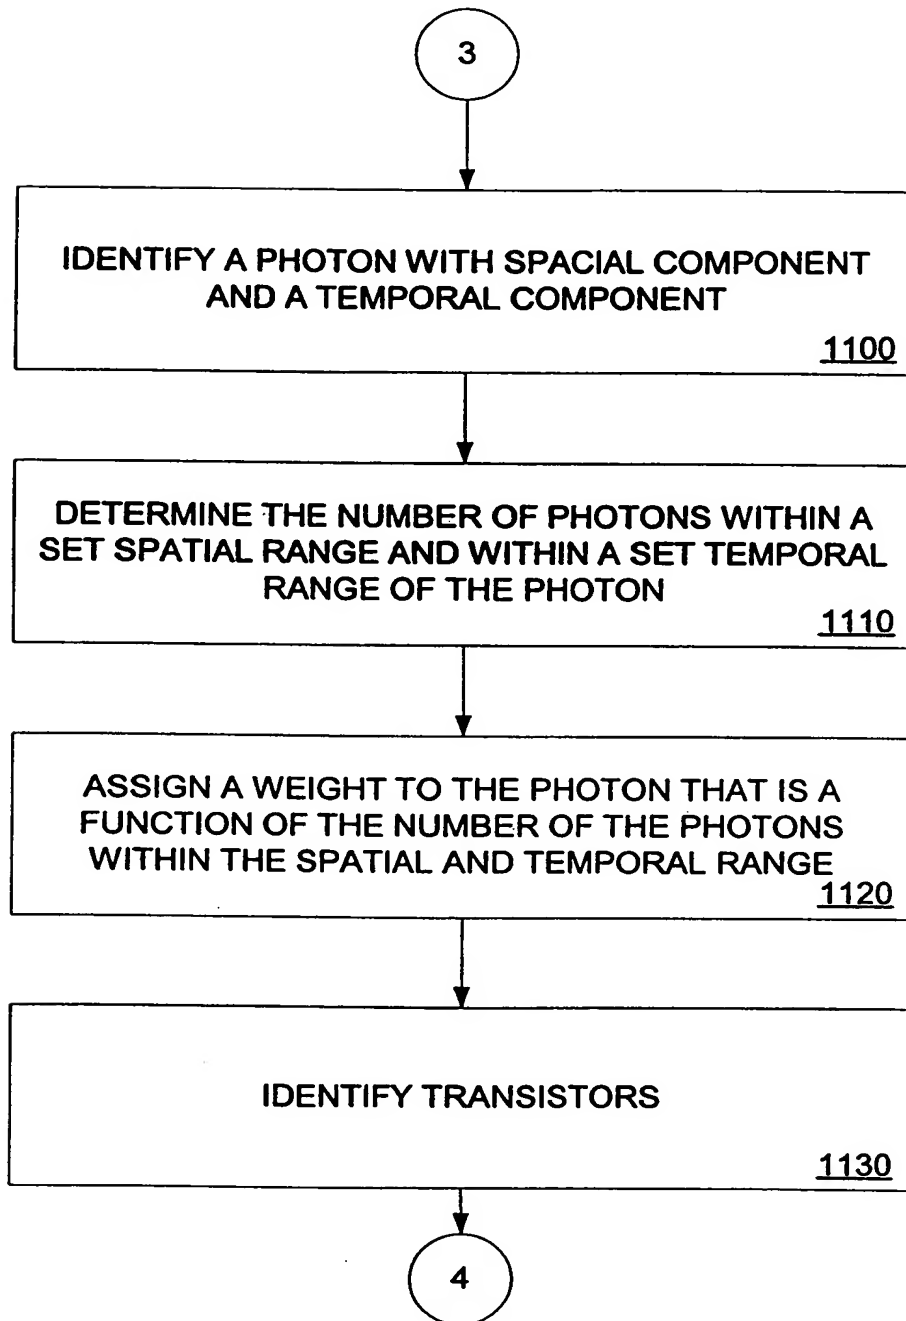 3
IDENTIFY A PHOTON WITH SPACIAL COMPONENT
AND A TEMPORAL COMPONENT
1100
DETERMINE THE NUMBER OF PHOTONS WITHIN A
SET SPATIAL RANGE AND WITHIN A SET TEMPORAL
RANGE OF THE PHOTON
1110
ASSIGN A WEIGHT TO THE PHOTON THAT IS A
FUNCTION OF THE NUMBER OF THE PHOTONS
WITHIN THE SPATIAL AND TEMPORAL RANGE
1120
IDENTIFY TRANSISTORS
1130
4